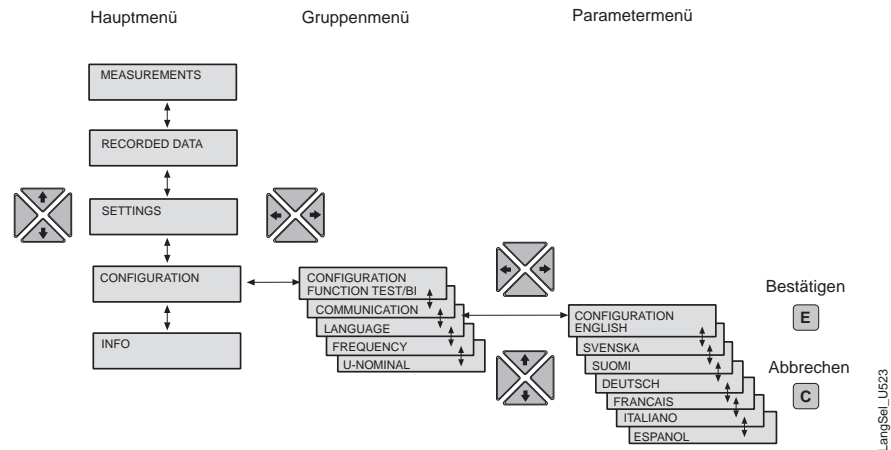 Hauptmenü
Gruppenmenü
Parametermenü
MEASUREMENTS
RECORDED DATA
SETTINGS
CONFIGURATION
INFO
CONFIGURATION
FUNCTION TEST/BI
COMMUNICATION
LANGUAGE
FREQUENCY
U-NOMINAL
CONFIGURATION
ENGLISH
SVENSKA
SUOMI
DEUTSCH
FRANCAIS
ITALIANO
ESPANOL
Bestätigen
E
Abbrechen
C
LangSel_U523